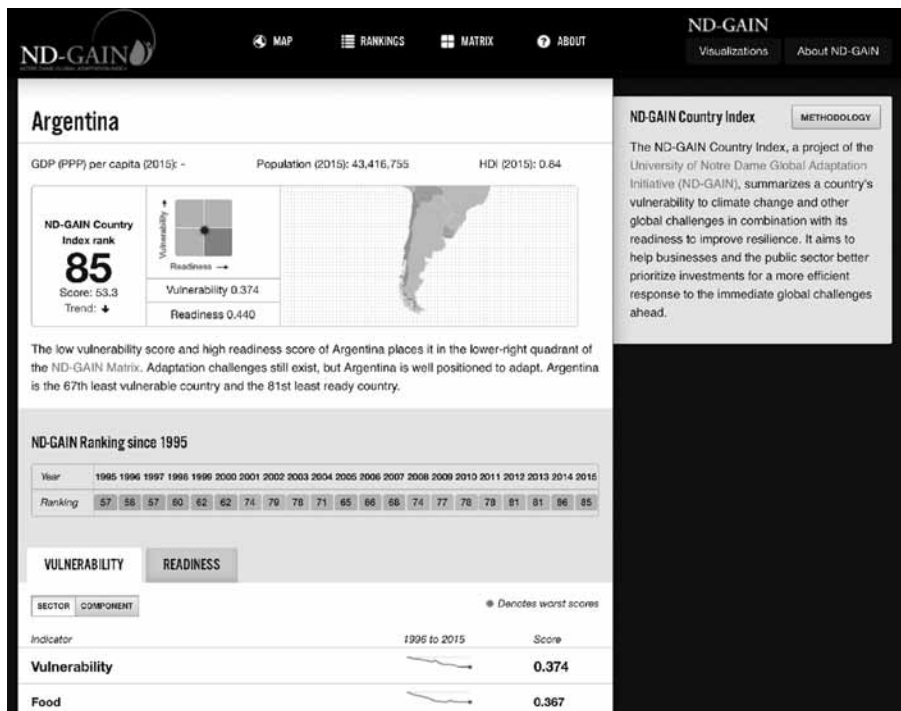 ND-GAIN
NOTRE DAME GLOBAL ADAPTATION INDEX
MAP
RANKINGS
MATRIX
ABOUT
ND-GAIN
Visualizations
About ND-GAIN
Argentina
GDP (PPP) per capita (2015): -
Population (2015): 43,416,755
HDI (2015): 0.84
ND-GAIN Country
Index rank
85
Score: 53.3
Trend:
Vulnerability
Readiness
Vulnerability 0.374
Readiness 0.440
The low vulnerability score and high readiness score of Argentina places it in the lower-right quadrant of
the ND-GAIN Matrix. Adaptation challenges still exist, but Argentina is well positioned to adapt. Argentina
is the 67th least vulnerable country and the 81st least ready country.
ND-GAIN Ranking since 1995
Year 1995 1996 1997 1998 1999 2000 2001 2002 2003 2004 2005 2006 2007 2008 2009 2010 2011 2012 2013 2014 2015
Ranking 57 58 57 60 62 62 74 79 78 71 65 66 68 74 77 78 79 81 81 86 85
VULNERABILITY
READINESS
SECTOR COMPONENT
Denotes worst scores
Indicator 1996 to 2015 Score
Vulnerability 0.374
Food 0.367
ND-GAIN Country Index
METHODOLOGY
The ND-GAIN Country Index, a project of the
University of Notre Dame Global Adaptation
Initiative (ND-GAIN), summarizes a country's
vulnerability to climate change and other
global challenges in combination with its
readiness to improve resilience. It aims to
help businesses and the public sector better
prioritize investments for a more efficient
response to the immediate global challenges
ahead.